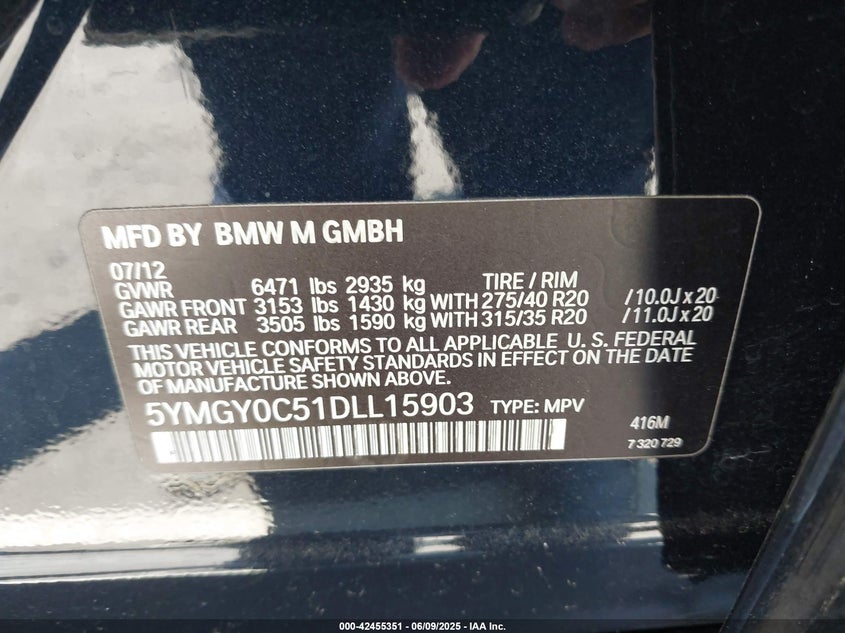 MFD BY BMW M GMBH
07/12
GVWR 6471 lbs 2935 kg TIRE / RIM
GAWR FRONT 3153 lbs 1430 kg WITH 275/40 R20 /10.0J x 20
GAWR REAR 3505 lbs 1590 kg WITH 315/35 R20 /11.0J x 20
THIS VEHICLE CONFORMS TO ALL APPLICABLE U. S. FEDERAL
MOTOR VEHICLE SAFETY STANDARDS IN EFFECT ON THE DATE
OF MANUFACTURE SHOWN ABOVE.
5YMGY0C51DLL15903 TYPE: MPV
416M
7 320 729
000-42455351 - 06/09/2025 - IAA Inc.